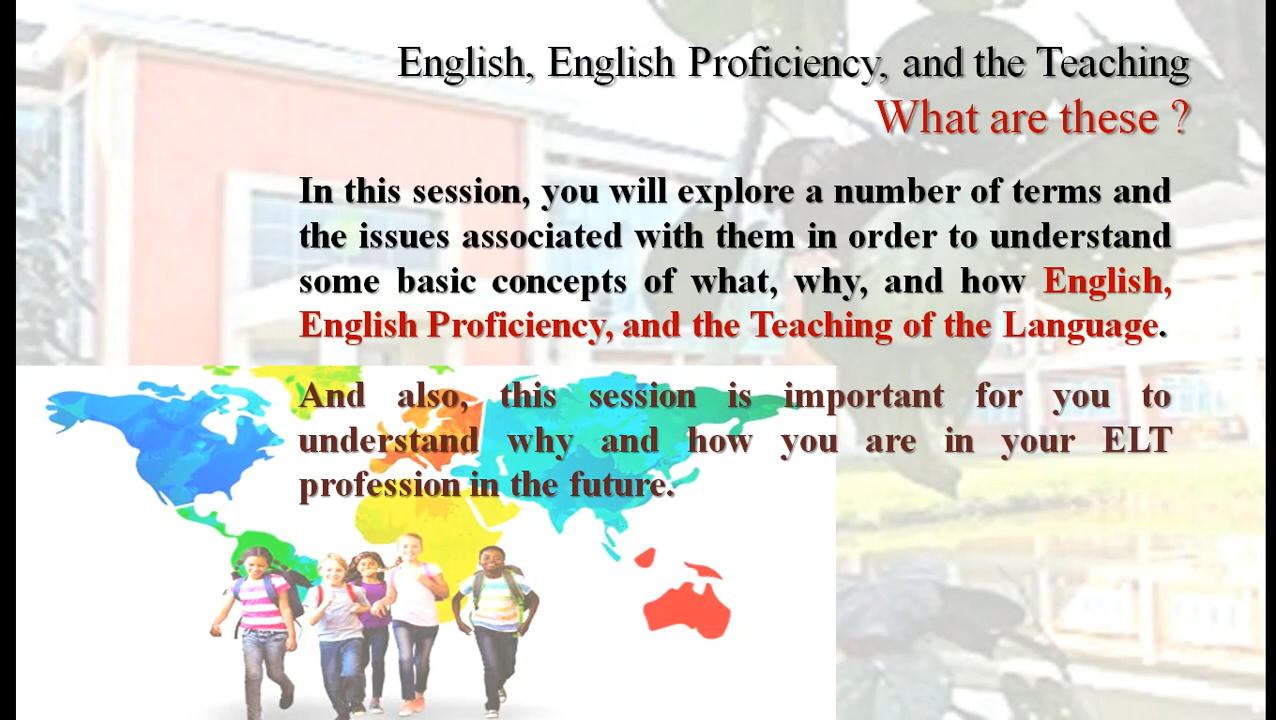 English, English Proficiency, and the Teaching
What are these ?
In this session, you will explore a number of terms and
the issues associated with them in order to understand
some basic concepts of what, why, and how English,
English Proficiency, and the Teaching of the Language.
And also, this session is important for you to
understand why and how you are in your ELT
profession in the future.